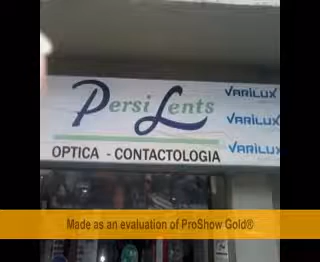 Persi Lents
VARILUX
VARILUX
VARILUX
OPTICA - CONTACTOLOGIA
Made as an evaluation of ProShow Gold®